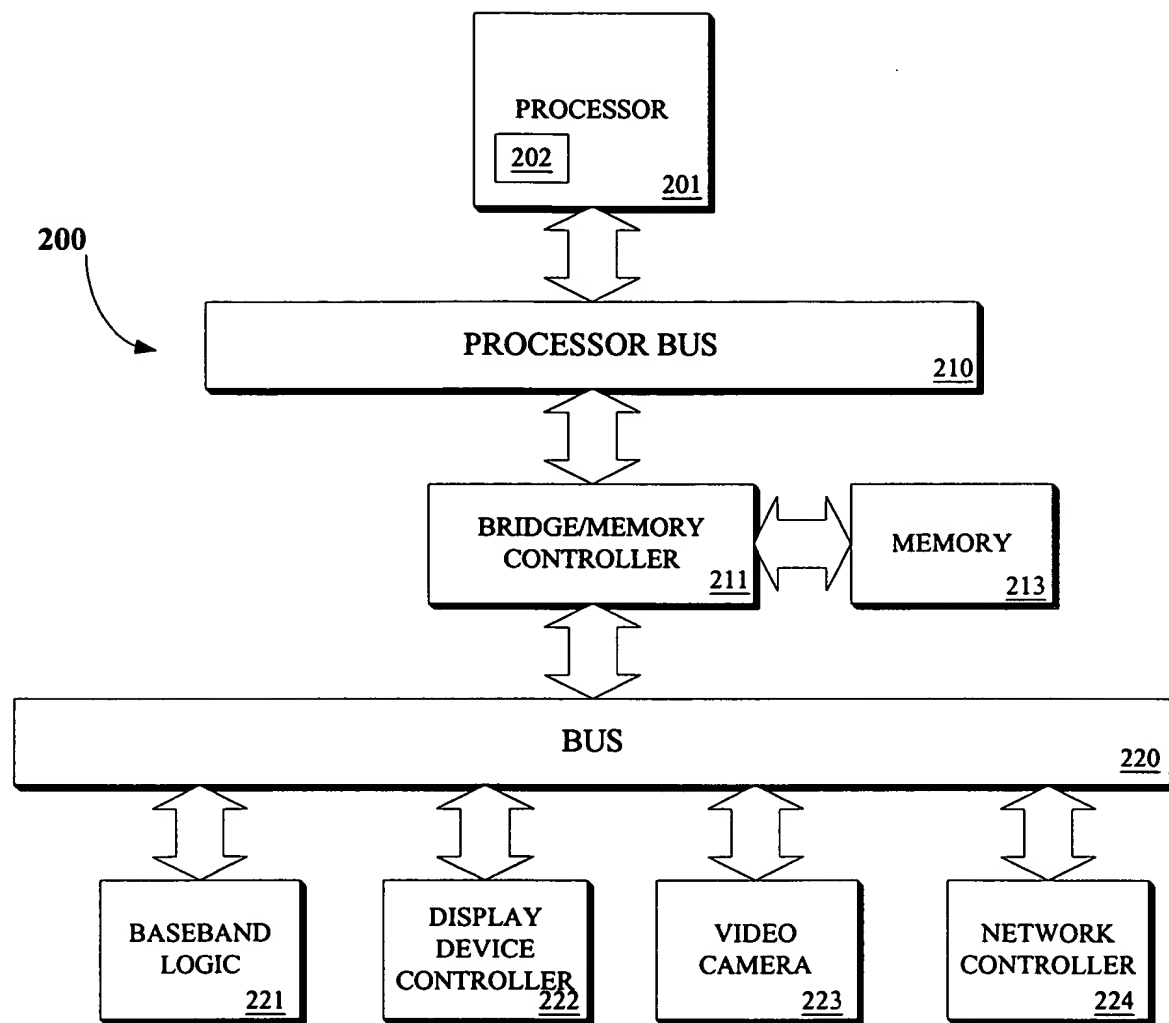 PROCESSOR
202
201
200
PROCESSOR BUS
210
BRIDGE/MEMORY
CONTROLLER
211
MEMORY
213
BUS
220
BASEBAND
LOGIC
221
DISPLAY
DEVICE
CONTROLLER
222
VIDEO
CAMERA
223
NETWORK
CONTROLLER
224